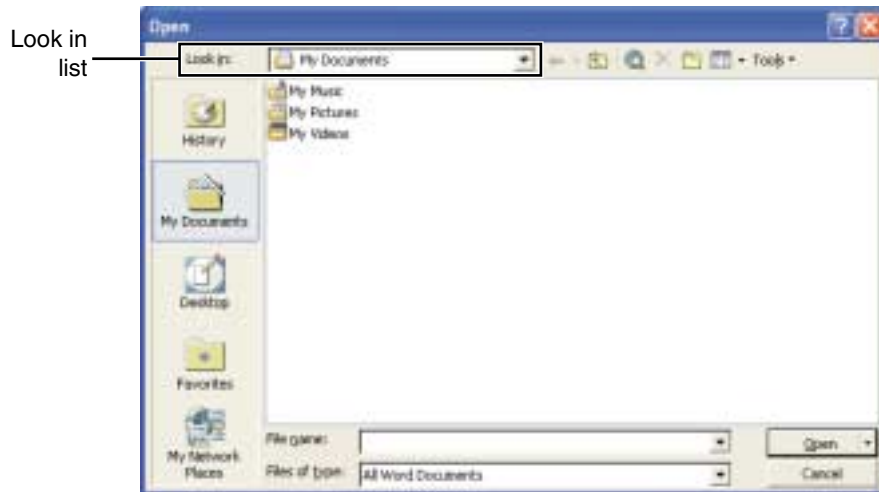 Open
Look in
list
Look in:
My Documents
Tools
My Music
My Pictures
My Videos
History
My Documents
Desktop
Favorites
My Network
Places
File name:
Open
Files of type:
All Word Documents
Cancel